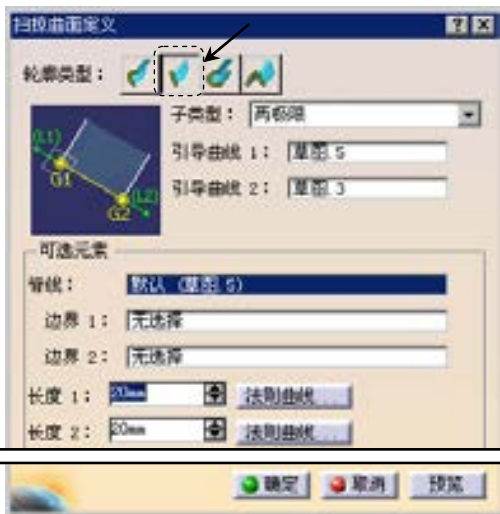 扫掠曲面定义
轮廓类型：
子类型： 两极限
引导曲线 1： 草图.5
引导曲线 2： 草图.3
(L1)
G1
G2
(L2)
可选元素
脊线： 默认 (草图.5)
边界 1： 无选择
边界 2： 无选择
长度 1： 20mm 法则曲线...
长度 2： 20mm 法则曲线...
确定 取消 预览